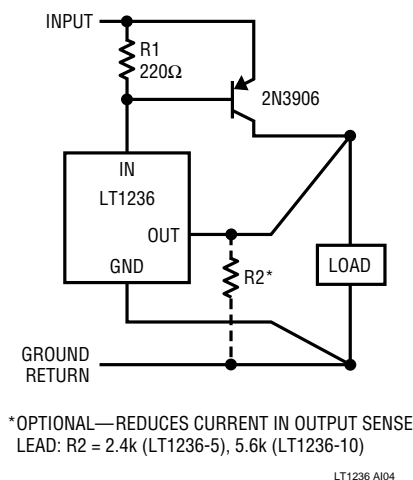 INPUT
R1
220Ω
2N3906
IN
LT1236
OUT
GND
R2*
LOAD
GROUND
RETURN
*OPTIONAL—REDUCES CURRENT IN OUTPUT SENSE
LEAD: R2 = 2.4k (LT1236-5), 5.6k (LT1236-10)
LT1236 AI04